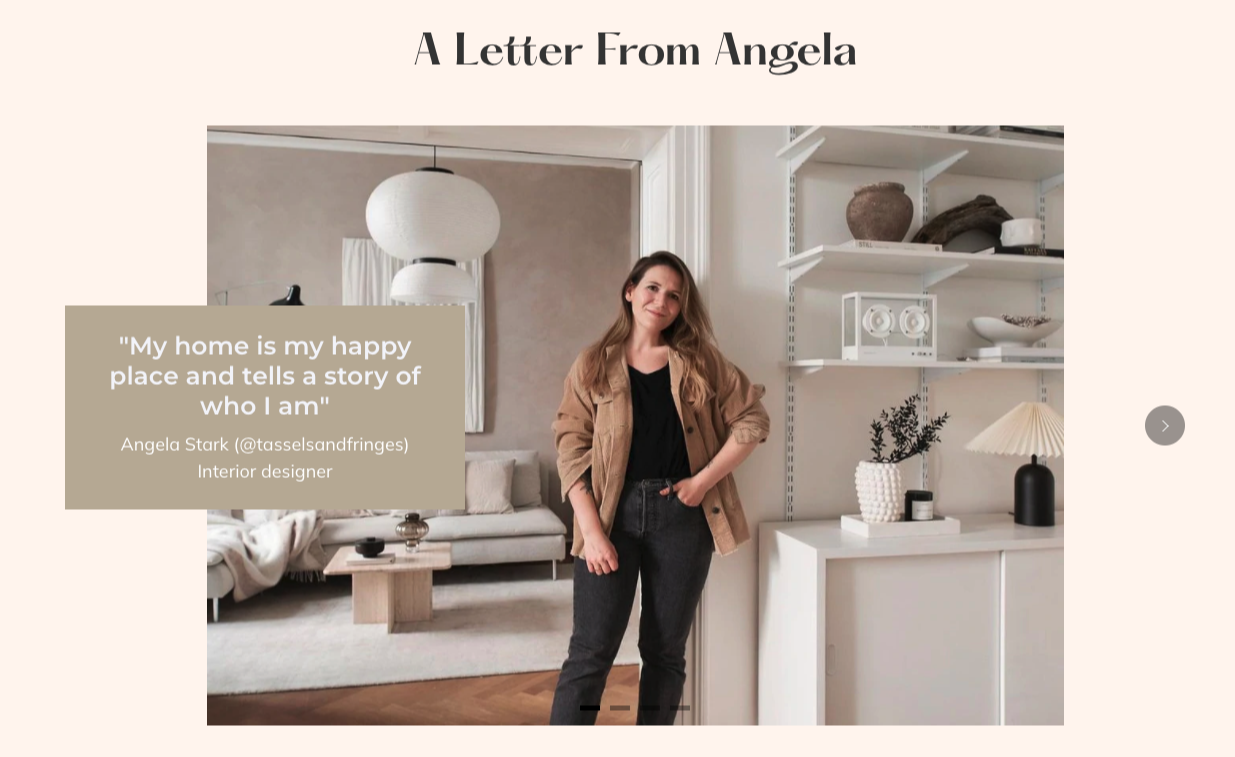 A Letter From Angela
STILL
"My home is my happy
place and tells a story of
who I am"
Angela Stark (@tasselsandfringes)
Interior designer